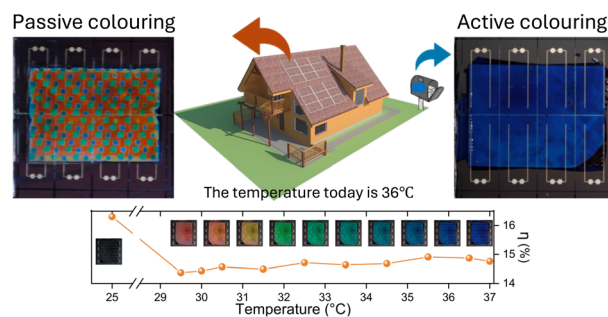 Passive colouring
Active colouring
The temperature today is 36℃
16
15
14
η (%)
25 29 30 31 32 33 34 35 36 37
Temperature (°C)